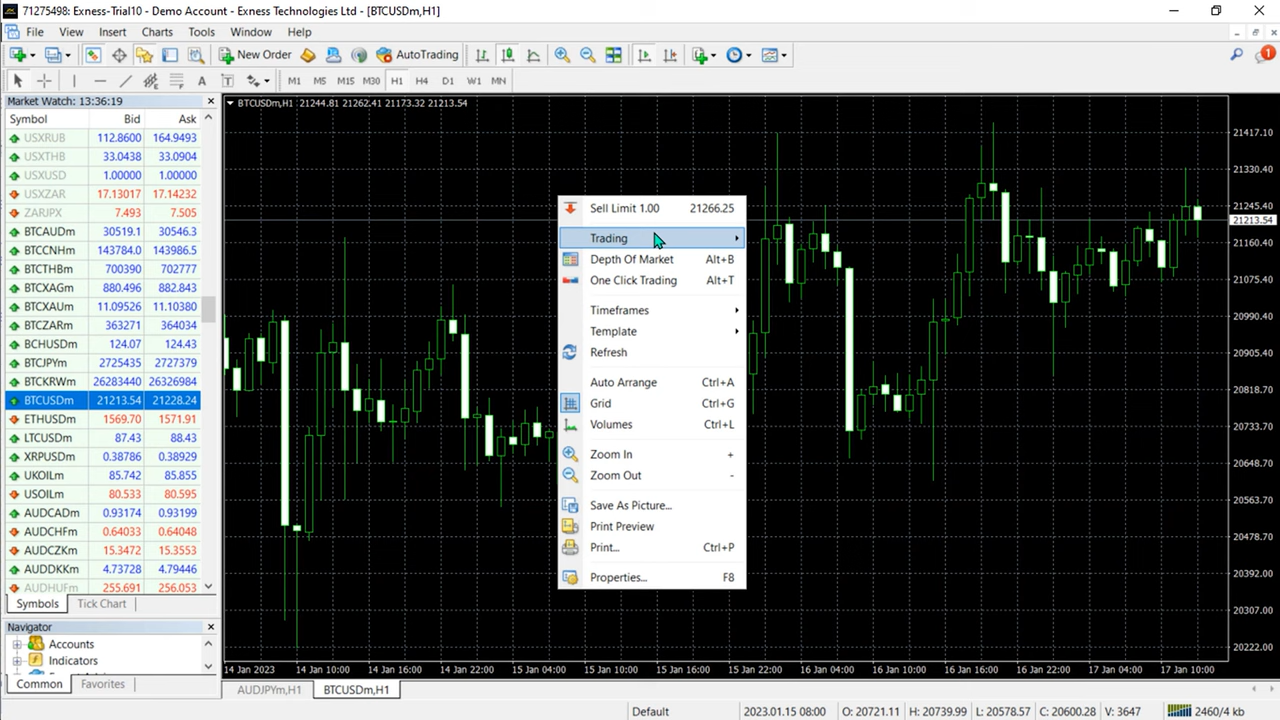 71275498: Exness-Trial10 - Demo Account - Exness Technologies Ltd - [BTCUSDm,H1]
File View Insert Charts Tools Window Help
New Order AutoTrading 1
A T M1 M5 M15 M30 H1 H4 D1 W1 MN
Market Watch: 13:36:19
Symbol Bid Ask
USXRUB 112.8600 164.9493
USXTHB 33.0438 33.0904
USXUSD 1.00000 1.00000
USXZAR 17.13017 17.14232
ZARJPX 7.493 7.505
BTCAUDm 30519.1 30546.3
BTCCNHm 143784.0 143986.5
BTCTHBm 700390 702777
BTCXAGm 880.496 882.843
BTCXAUm 11.09526 11.10380
BTCZARm 363271 364034
BCHUSDm 124.07 124.43
BTCJPYm 2725435 2727379
BTCKRWm 26283440 26326984
BTCUSDm 21213.54 21228.24
ETHUSDm 1569.70 1571.91
LTCUSDm 87.43 88.43
XRPUSDm 0.38786 0.38929
UKOILm 85.742 85.855
USOILm 80.533 80.595
AUDCADm 0.93174 0.93199
AUDCHFm 0.64033 0.64048
AUDCZKm 15.3472 15.3553
AUDDKKm 4.73728 4.79446
AUDHUFm 255.691 256.053
Symbols Tick Chart
Navigator
Accounts
Indicators
Common Favorites
BTCUSDm,H1 21244.81 21262.41 21173.32 21213.54
Sell Limit 1.00 21266.25
Trading
Depth Of Market Alt+B
One Click Trading Alt+T
Timeframes
Template
Refresh
Auto Arrange Ctrl+A
Grid Ctrl+G
Volumes Ctrl+L
Zoom In +
Zoom Out -
Save As Picture...
Print Preview
Print... Ctrl+P
Properties... F8
21417.10
21330.40
21245.40
21213.54
21160.40
21075.40
20990.40
20905.40
20818.70
20733.70
20648.70
20563.70
20478.70
20392.00
20307.00
20222.00
14 Jan 2023 14 Jan 10:00 14 Jan 16:00 14 Jan 22:00 15 Jan 04:00 15 Jan 10:00 15 Jan 16:00 15 Jan 22:00 16 Jan 04:00 16 Jan 10:00 16 Jan 16:00 16 Jan 22:00 17 Jan 04:00 17 Jan 10:00
AUDJPYm,H1 BTCUSDm,H1
Default 2023.01.15 08:00 O: 20721.11 H: 20739.99 L: 20578.57 C: 20600.28 V: 3647 2460/4 kb